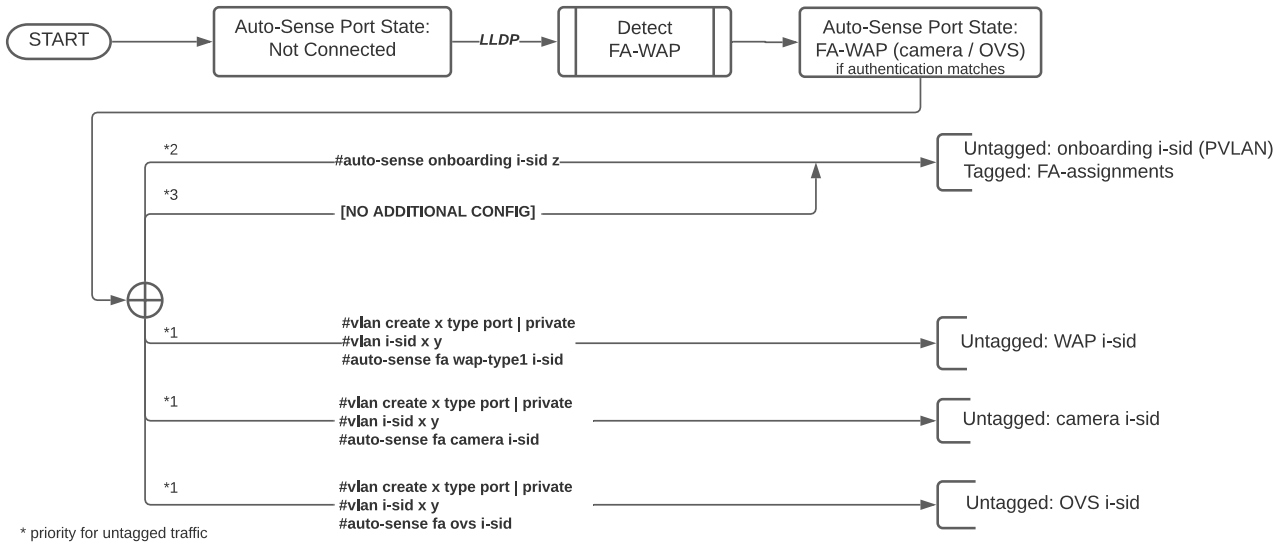 START
Auto-Sense Port State:
Not Connected
LLDP
Detect
FA-WAP
Auto-Sense Port State:
FA-WAP (camera / OVS)
if authentication matches
*2
#auto-sense onboarding i-sid z
Untagged: onboarding i-sid (PVLAN)
Tagged: FA-assignments
*3
[NO ADDITIONAL CONFIG]
*1
#vlan create x type port | private
#vlan i-sid x y
#auto-sense fa wap-type1 i-sid
Untagged: WAP i-sid
*1
#vlan create x type port | private
#vlan i-sid x y
#auto-sense fa camera i-sid
Untagged: camera i-sid
*1
#vlan create x type port | private
#vlan i-sid x y
#auto-sense fa ovs i-sid
Untagged: OVS i-sid
* priority for untagged traffic